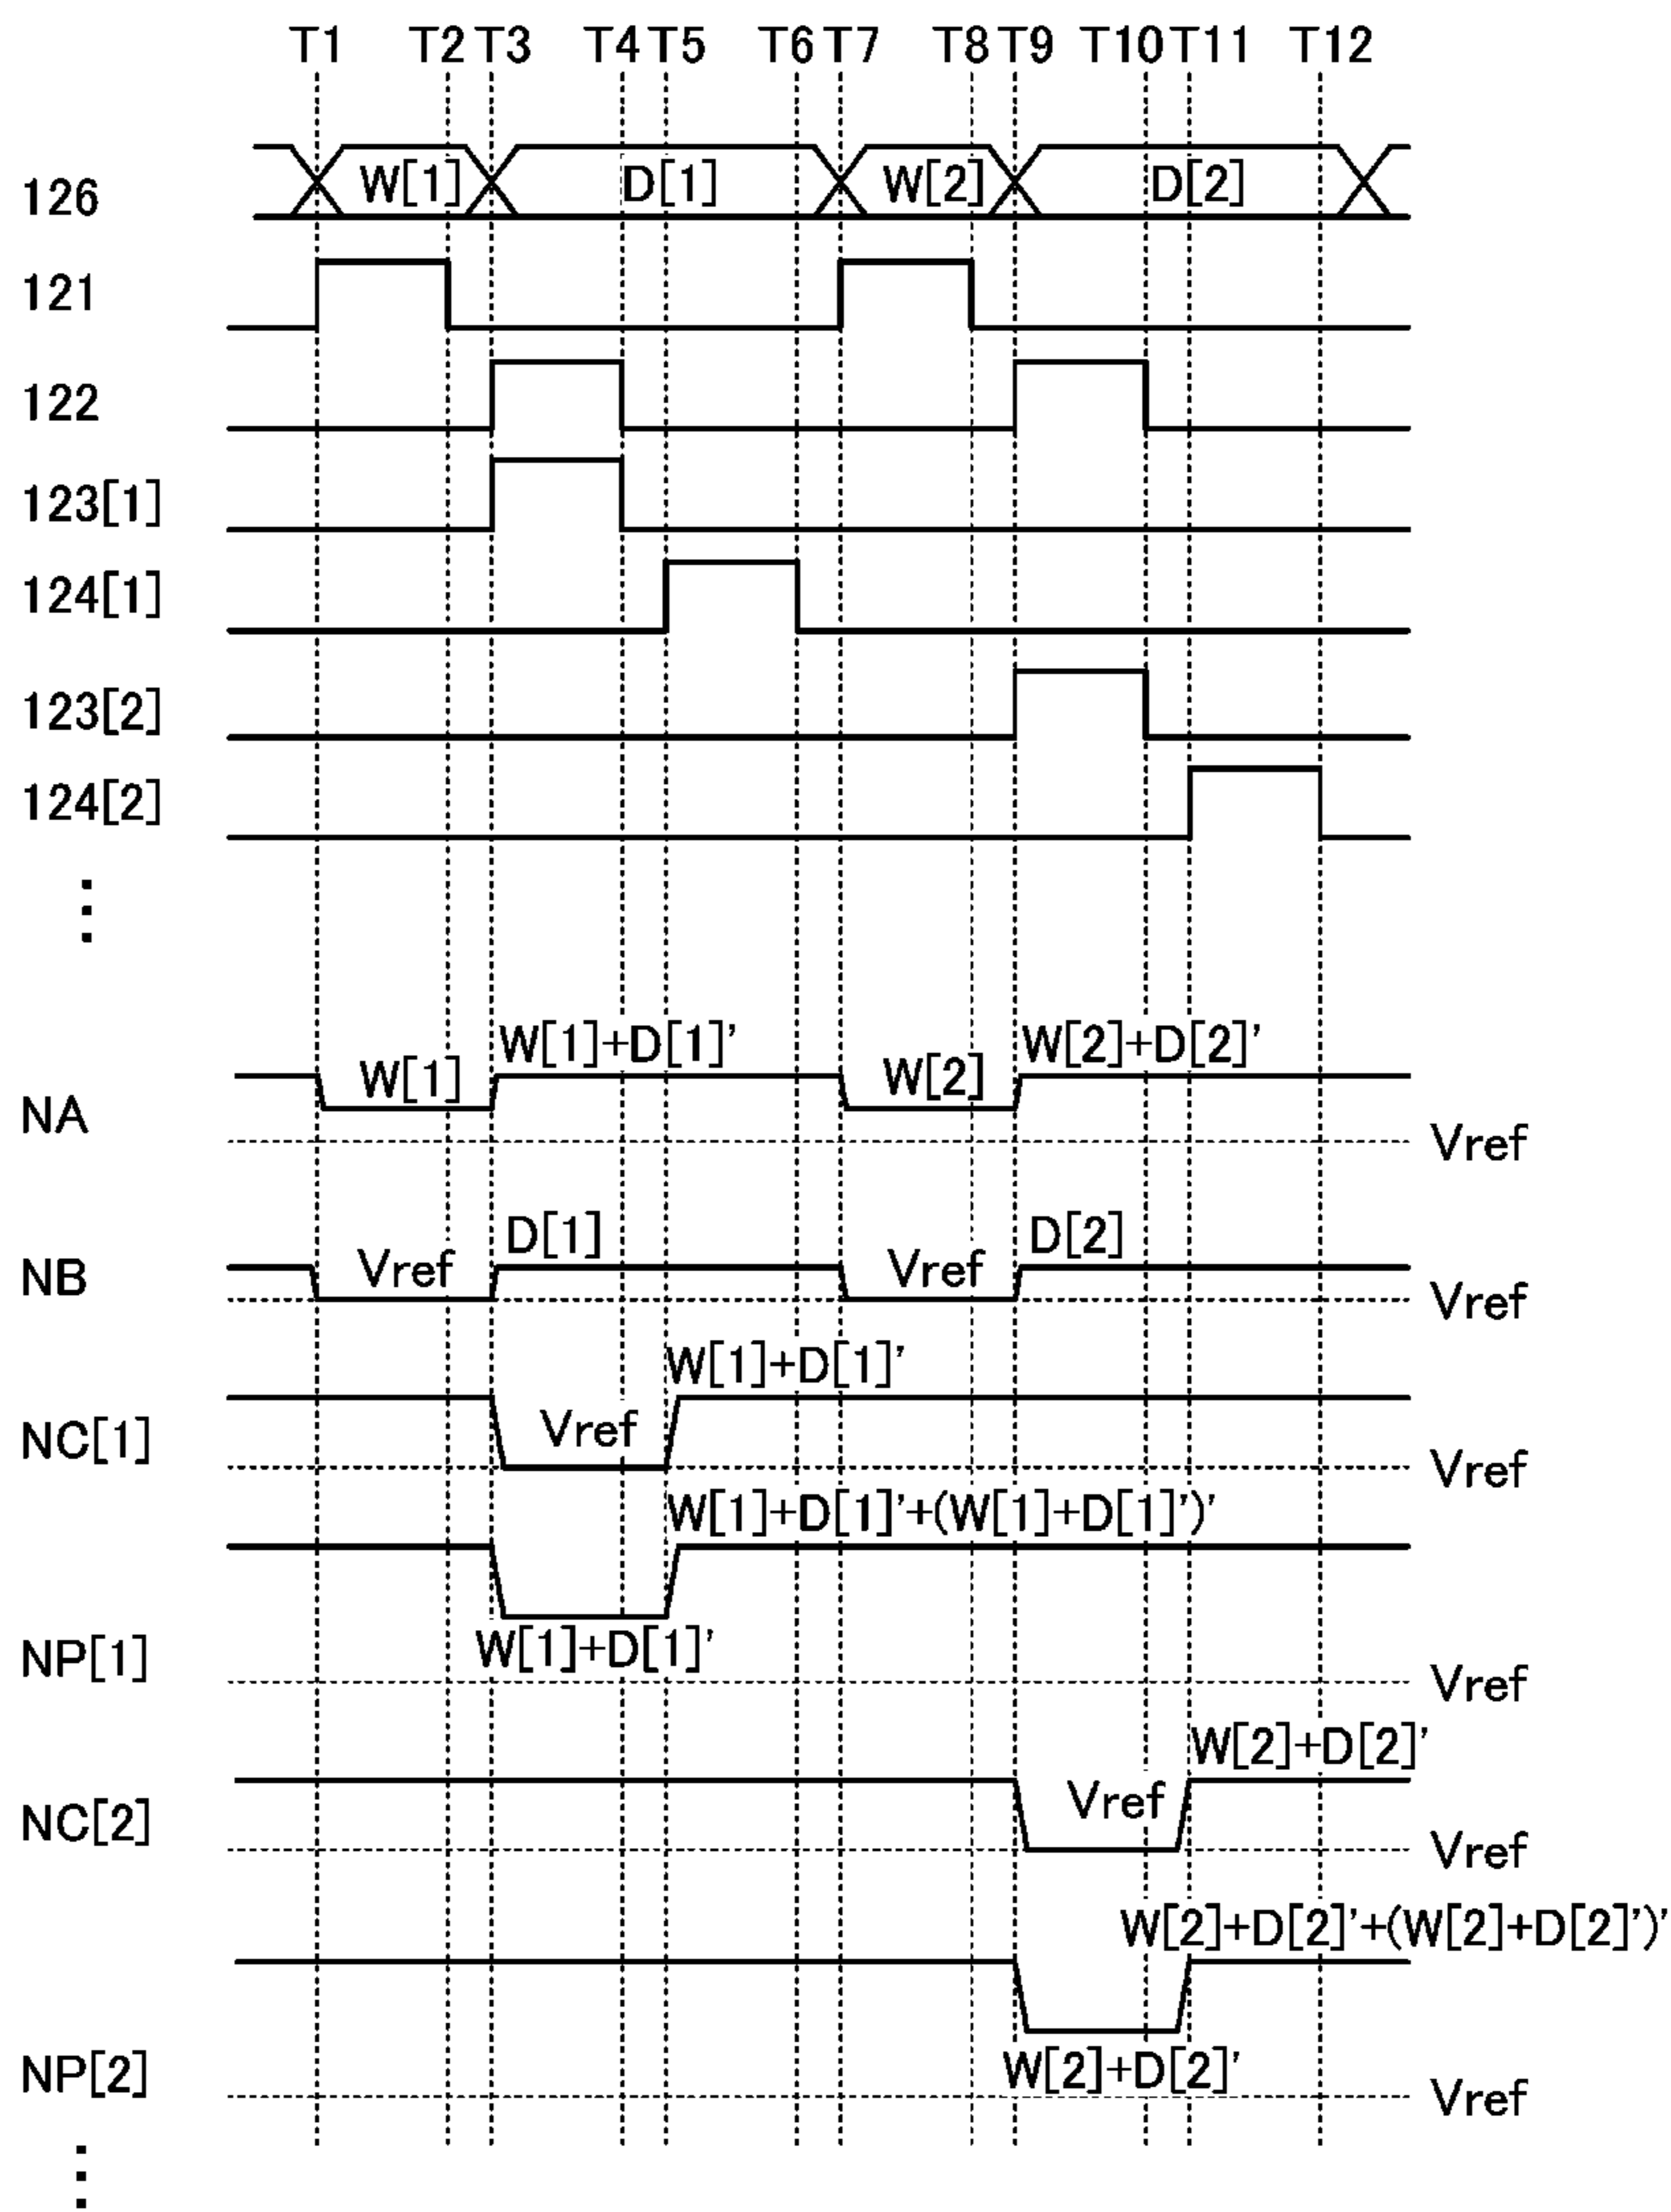 T1 T2 T3 T4 T5 T6 T7 T8 T9 T10 T11 T12
126 W[1] D[1] W[2] D[2]
121
122
123[1]
124[1]
123[2]
124[2]
W[1]+D[1]' W[2]+D[2]'
W[1] W[2]
NA Vref
D[1] D[2]
NB Vref Vref Vref
W[1]+D[1]'
NC[1] Vref Vref
W[1]+D[1]'+(W[1]+D[1]')'
W[1]+D[1]'
NP[1] Vref
W[2]+D[2]'
NC[2] Vref Vref
W[2]+D[2]'+(W[2]+D[2]')'
W[2]+D[2]'
NP[2] Vref